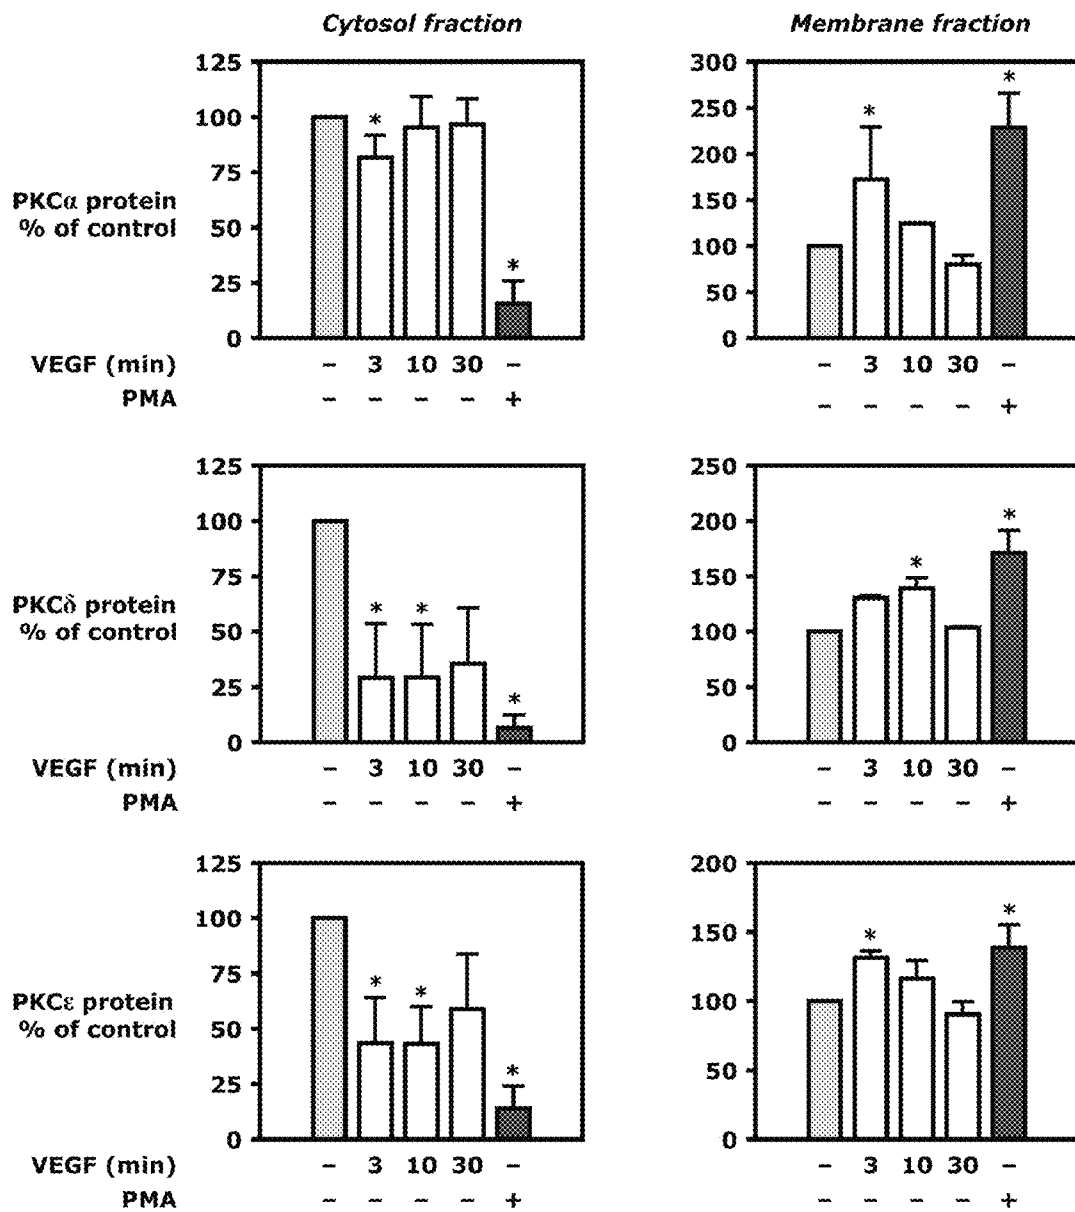 Cytosol fraction
Membrane fraction
PKCα protein
% of control
125
100
75
50
25
0
*
*
300
250
200
150
100
50
0
*
*
VEGF (min) – 3 10 30 –
PMA – – – – +
– 3 10 30 –
– – – – +
PKCδ protein
% of control
125
100
75
50
25
0
*
*
*
250
200
150
100
50
0
*
*
VEGF (min) – 3 10 30 –
PMA – – – – +
– 3 10 30 –
– – – – +
PKCε protein
% of control
125
100
75
50
25
0
*
*
*
200
150
100
50
0
*
*
VEGF (min) – 3 10 30 –
PMA – – – – +
– 3 10 30 –
– – – – +